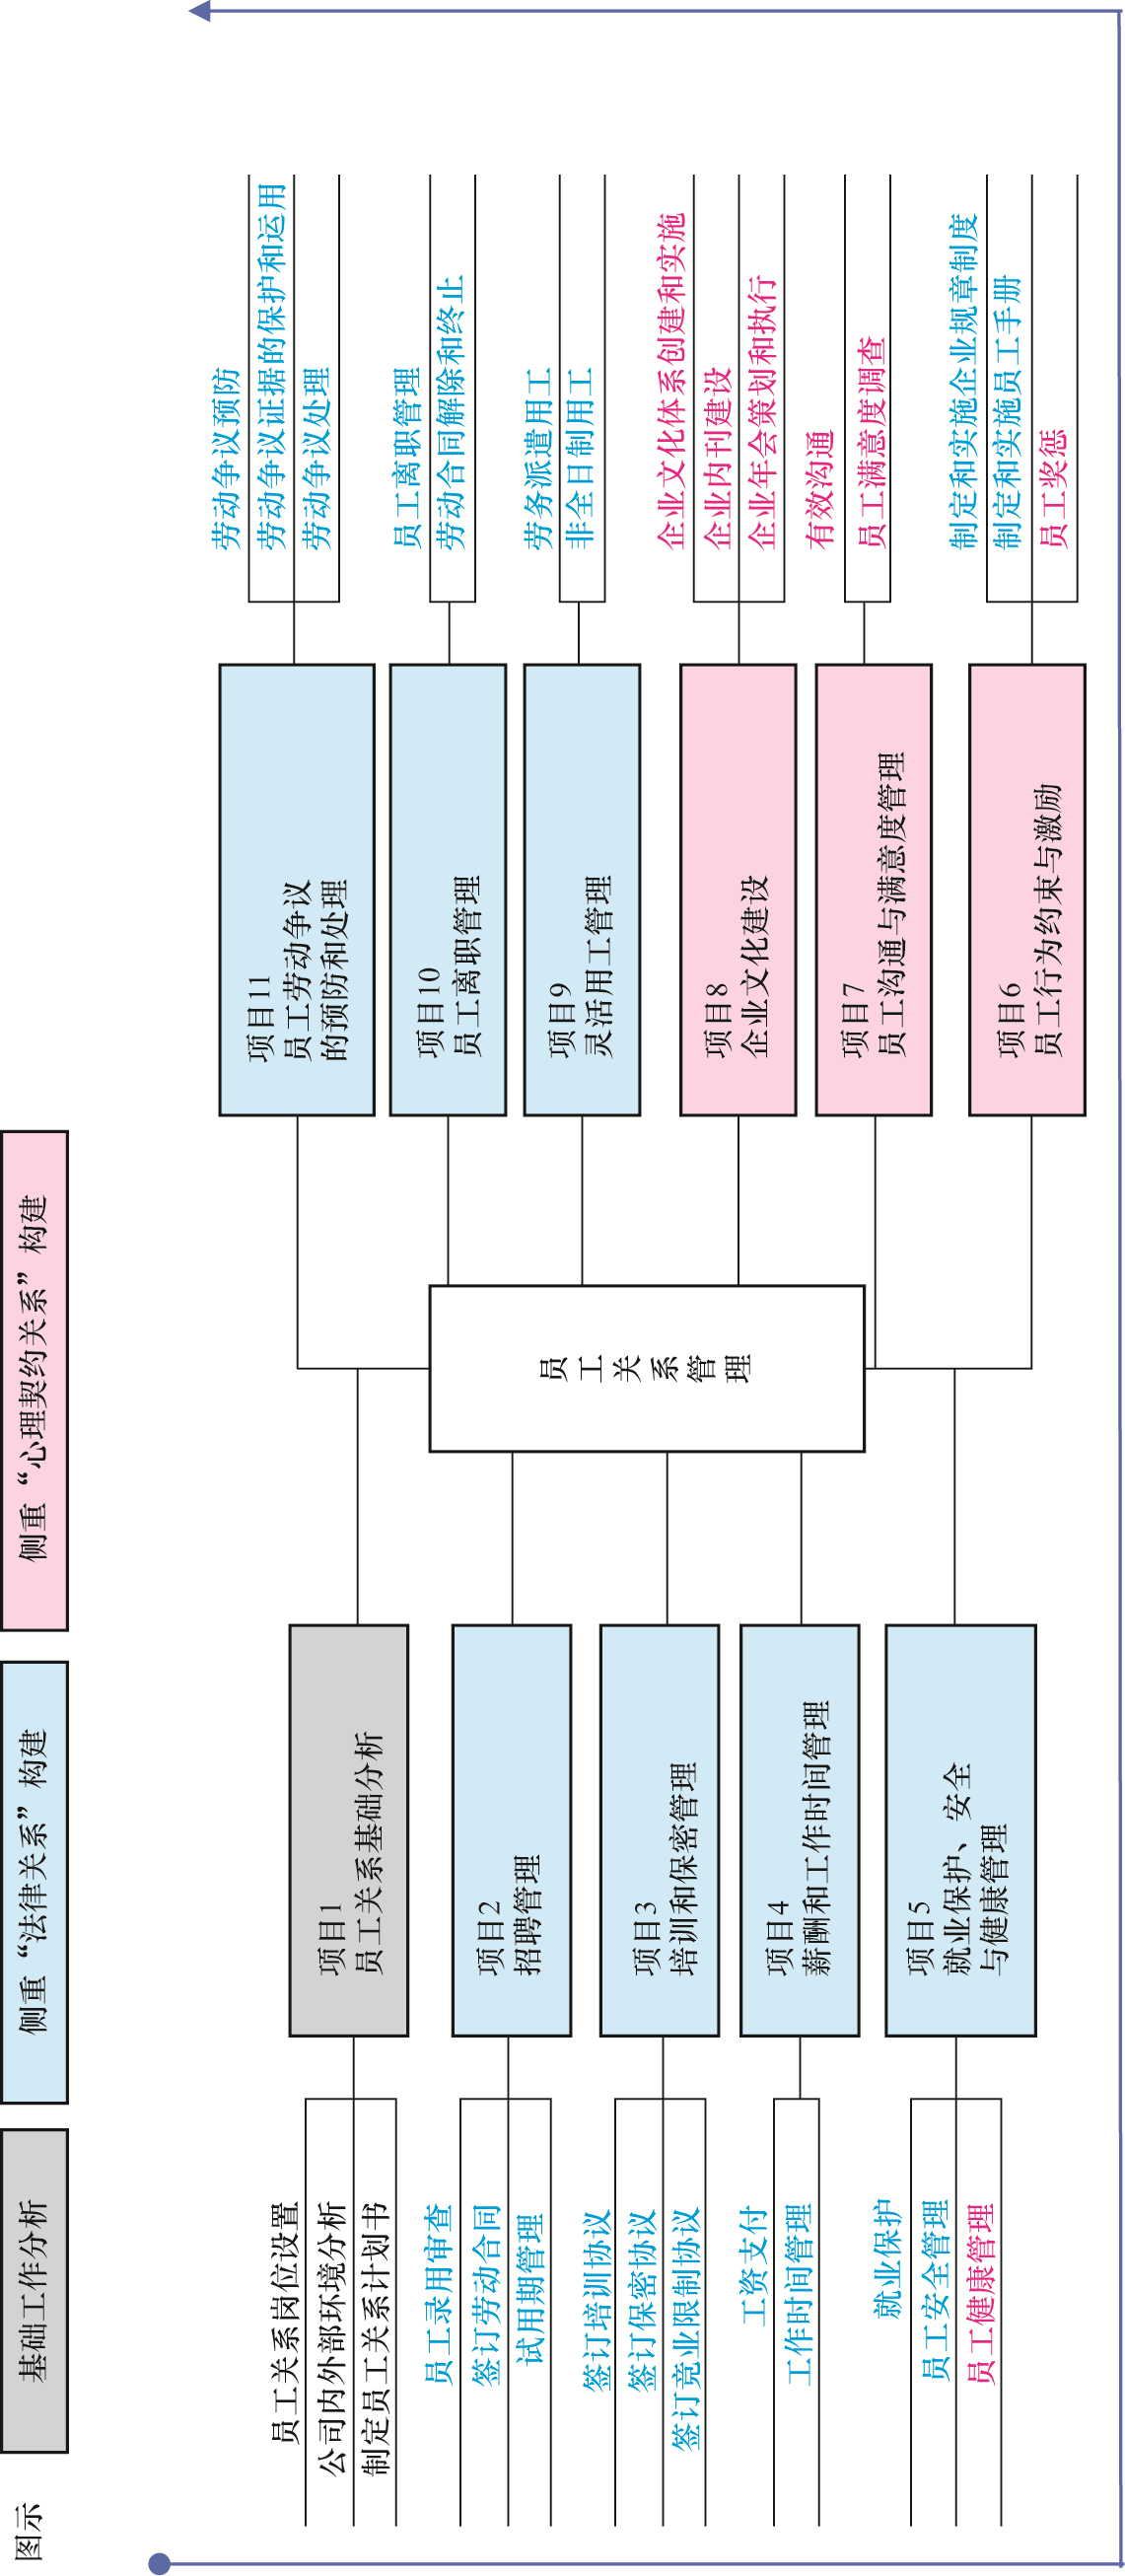 图示
基础工作分析
侧重“法律关系”构建
侧重“心理契约关系”构建
员工关系管理
项目1
员工关系基础分析
员工关系岗位设置
公司内外部环境分析
制定员工关系计划书
项目2
招聘管理
员工录用审查
签订劳动合同
试用期管理
项目3
培训和保密管理
签订培训协议
签订保密协议
签订竞业限制协议
项目4
薪酬和工作时间管理
工资支付
工作时间管理
项目5
就业保护、安全
与健康管理
就业保护
员工安全管理
员工健康管理
项目11
员工劳动争议
的预防和处理
劳动争议预防
劳动争议证据的保护和运用
劳动争议处理
项目10
员工离职管理
员工离职管理
劳动合同解除和终止
项目9
灵活用工管理
劳务派遣用工
非全日制用工
项目8
企业文化建设
企业文化体系创建和实施
企业内刊建设
企业年会策划和执行
项目7
员工沟通与满意度管理
有效沟通
员工满意度调查
项目6
员工行为约束与激励
制定和实施企业规章制度
制定和实施员工手册
员工奖惩